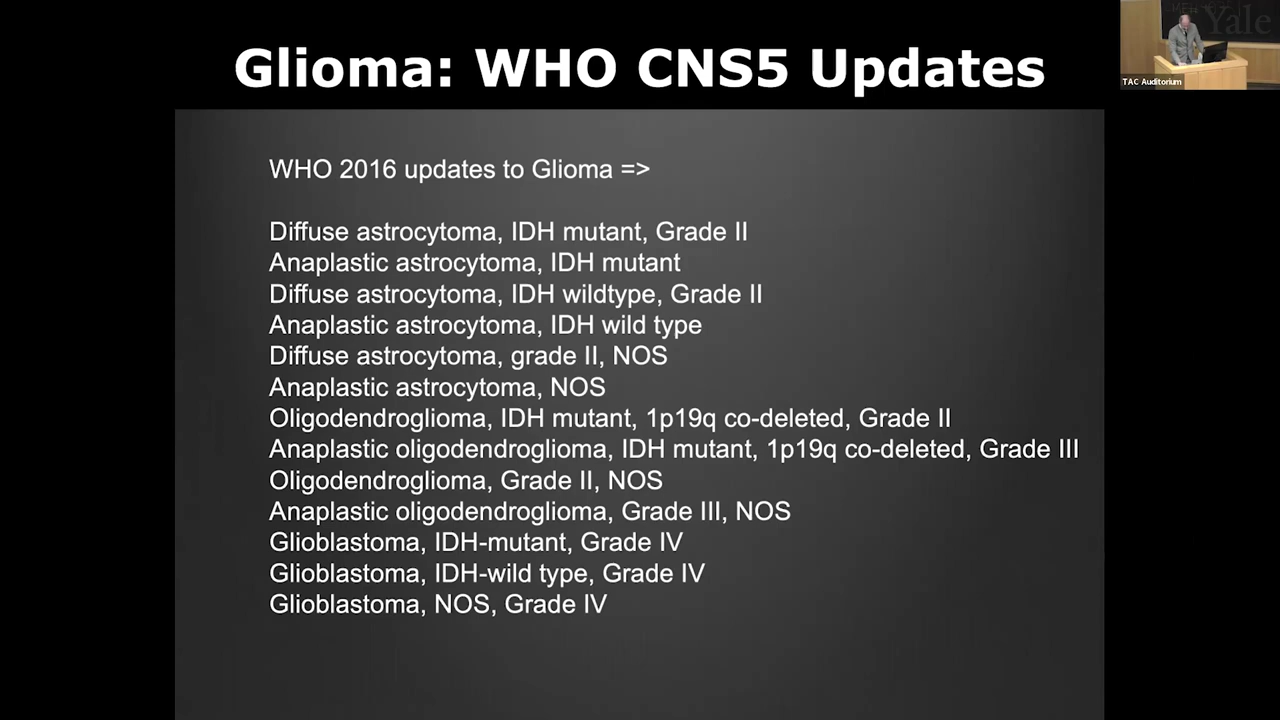 Glioma: WHO CNS5 Updates
Yale
TAC Auditorium
WHO 2016 updates to Glioma =>
Diffuse astrocytoma, IDH mutant, Grade II
Anaplastic astrocytoma, IDH mutant
Diffuse astrocytoma, IDH wildtype, Grade II
Anaplastic astrocytoma, IDH wild type
Diffuse astrocytoma, grade II, NOS
Anaplastic astrocytoma, NOS
Oligodendroglioma, IDH mutant, 1p19q co-deleted, Grade II
Anaplastic oligodendroglioma, IDH mutant, 1p19q co-deleted, Grade III
Oligodendroglioma, Grade II, NOS
Anaplastic oligodendroglioma, Grade III, NOS
Glioblastoma, IDH-mutant, Grade IV
Glioblastoma, IDH-wild type, Grade IV
Glioblastoma, NOS, Grade IV